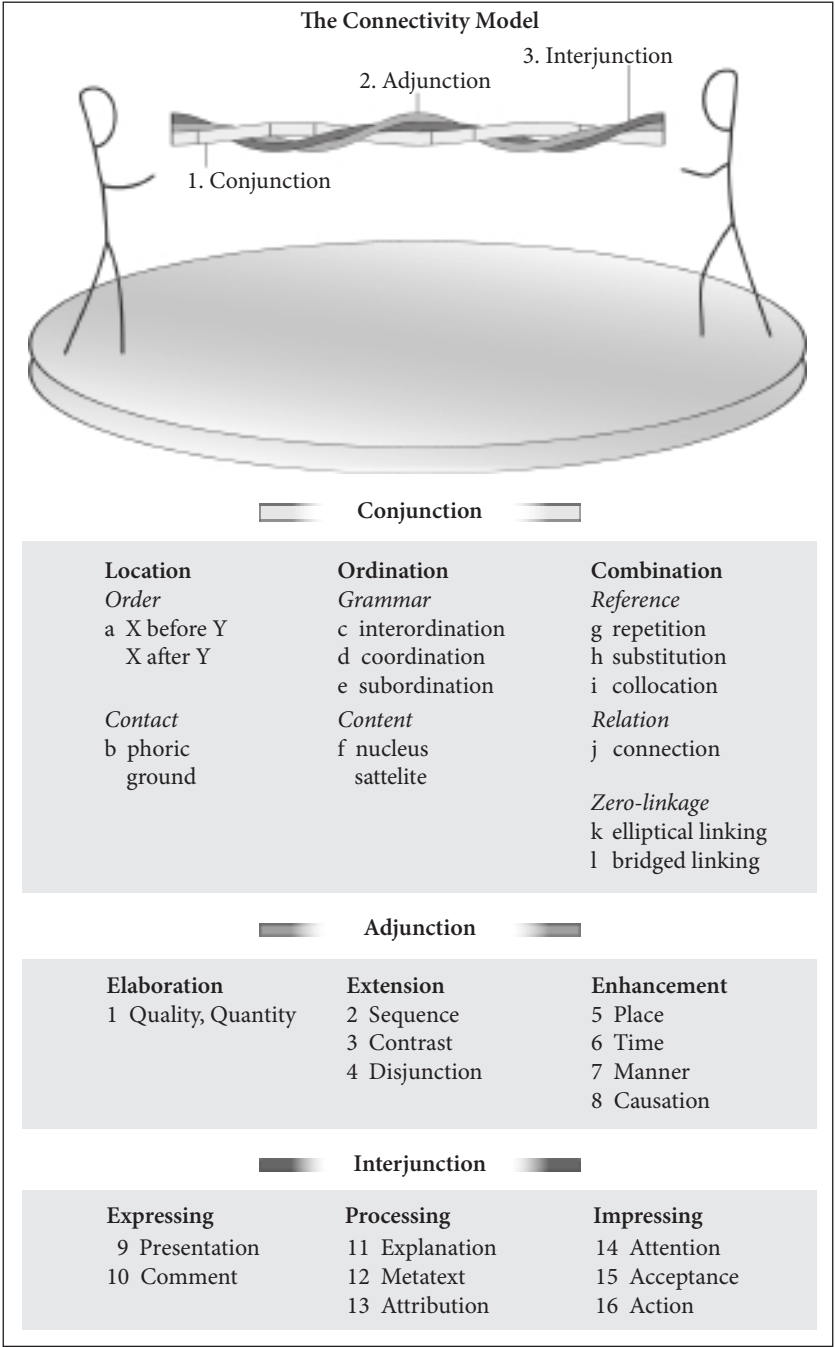 The Connectivity Model
3. Interjunction
2. Adjunction
1. Conjunction
Conjunction
Location
Order
a X before Y
X after Y
Contact
b phoric
ground
Ordination
Grammar
c interordination
d coordination
e subordination
Content
f nucleus
sattelite
Combination
Reference
g repetition
h substitution
i collocation
Relation
j connection
Zero-linkage
k elliptical linking
l bridged linking
Adjunction
Elaboration
1 Quality, Quantity
Extension
2 Sequence
3 Contrast
4 Disjunction
Enhancement
5 Place
6 Time
7 Manner
8 Causation
Interjunction
Expressing
9 Presentation
10 Comment
Processing
11 Explanation
12 Metatext
13 Attribution
Impressing
14 Attention
15 Acceptance
16 Action